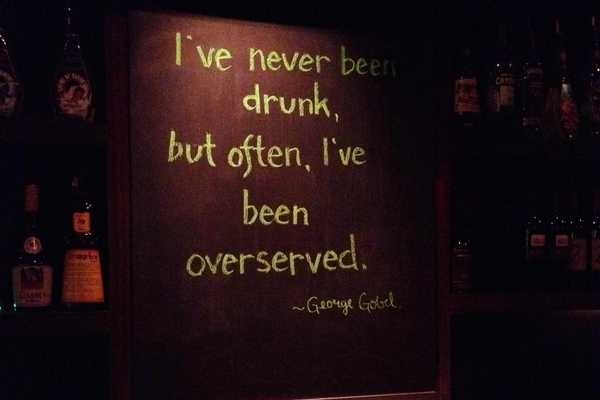 I've never been
drunk,
but often, I've
been
overserved.
~George Gobel.